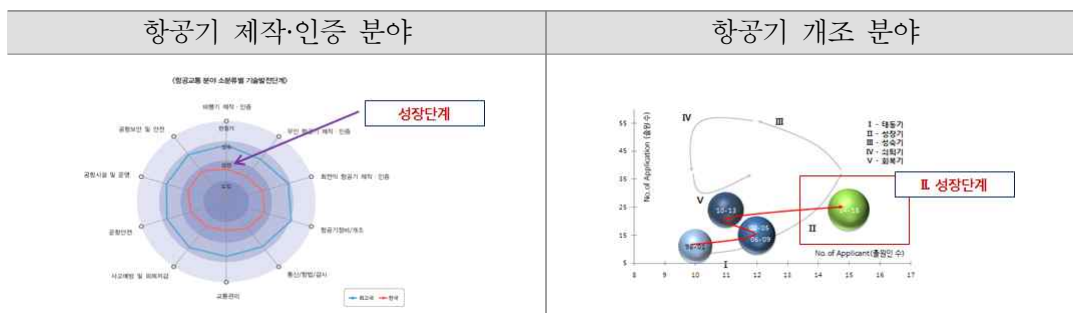 항공기 제작·인증 분야
항공기 개조 분야
<항공교통 분야 소분류별 기술발전단계>
비행기 제작·인증
무인 항공기 제작·인증
회전익 항공기 제작·인증
항공기정비/개조
통신/항법/감시
교통관리
사고예방 및 피해저감
공항안전
공항시설 및 운영
공항보안 및 안전
성장단계
최고국
한국
No. of Application (출원 수)
55
45
35
25
15
5
8
9
10
11
12
13
14
15
16
17
No. of Applicant(출원인 수)
Ⅰ
Ⅱ
Ⅲ
Ⅳ
Ⅴ
Ⅰ - 태동기
Ⅱ - 성장기
Ⅲ - 성숙기
Ⅳ - 쇠퇴기
Ⅴ - 회복기
10-13
06-09
Ⅱ. 성장단계